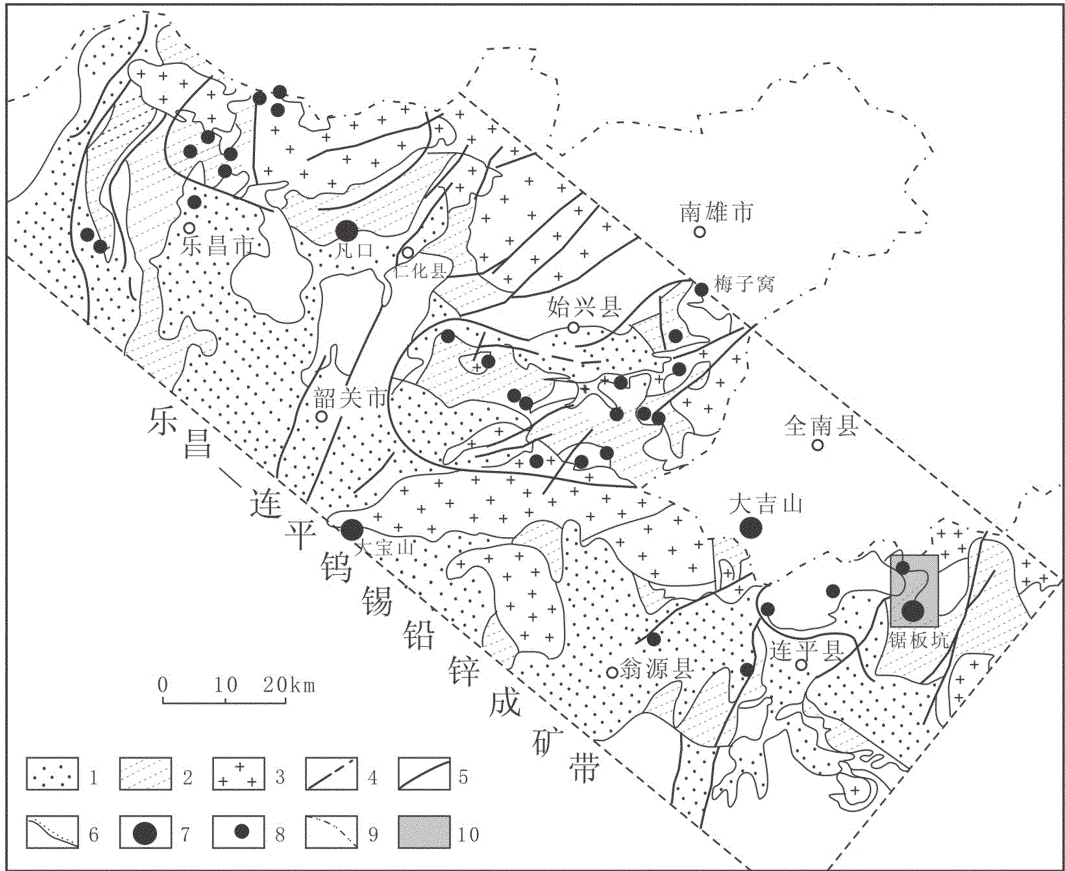 南雄市
乐昌市
凡口
仁化县
梅子窝
始兴县
韶关市
全南县
大吉山
大宝山
锯板坑
连平县
翁源县
乐昌—连平钨锡铅锌成矿带
0 10 20km
1 2 3 4 5
6 7 8 9 10